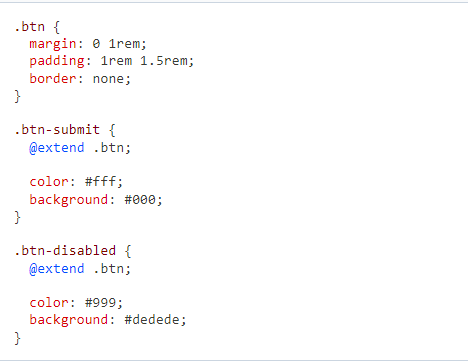 .btn {
  margin: 0 1rem;
  padding: 1rem 1.5rem;
  border: none;
}

.btn-submit {
  @extend .btn;

  color: #fff;
  background: #000;
}

.btn-disabled {
  @extend .btn;

  color: #999;
  background: #dedede;
}